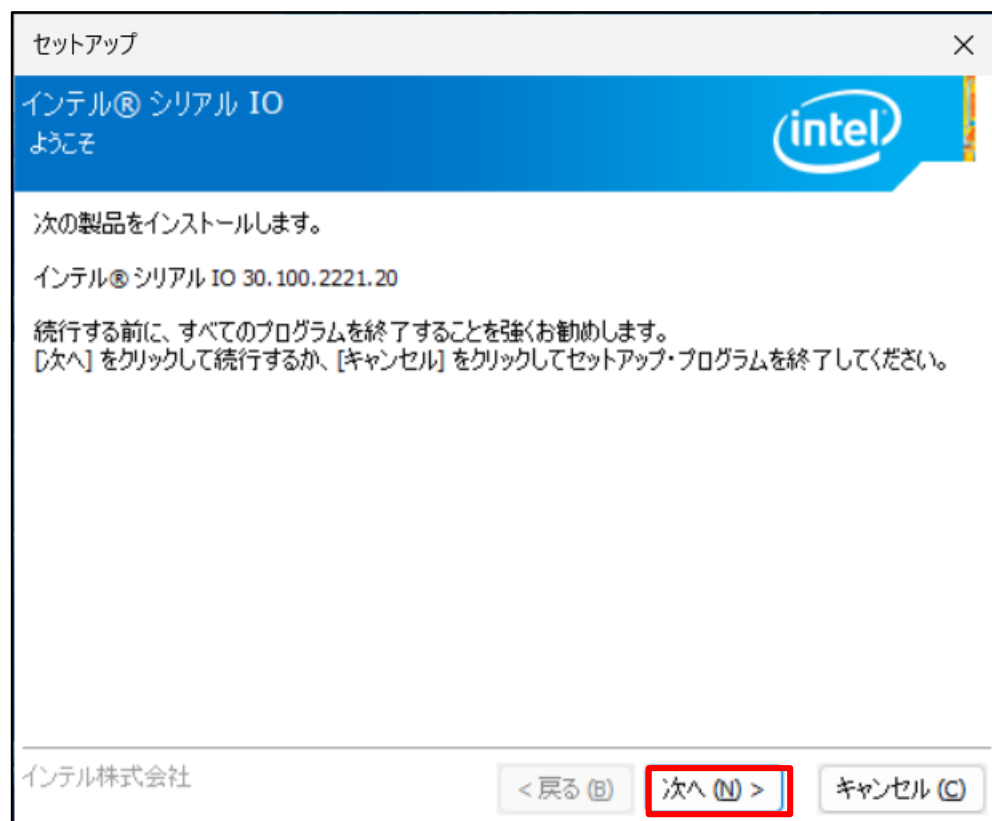 セットアップ
インテル® シリアル IO
ようこそ
intel
次の製品をインストールします。
インテル® シリアル IO 30.100.2221.20
続行する前に、すべてのプログラムを終了することを強くお勧めします。
[次へ] をクリックして続行するか、[キャンセル] をクリックしてセットアップ・プログラムを終了してください。
インテル株式会社
< 戻る (B)
次へ (N) >
キャンセル (C)